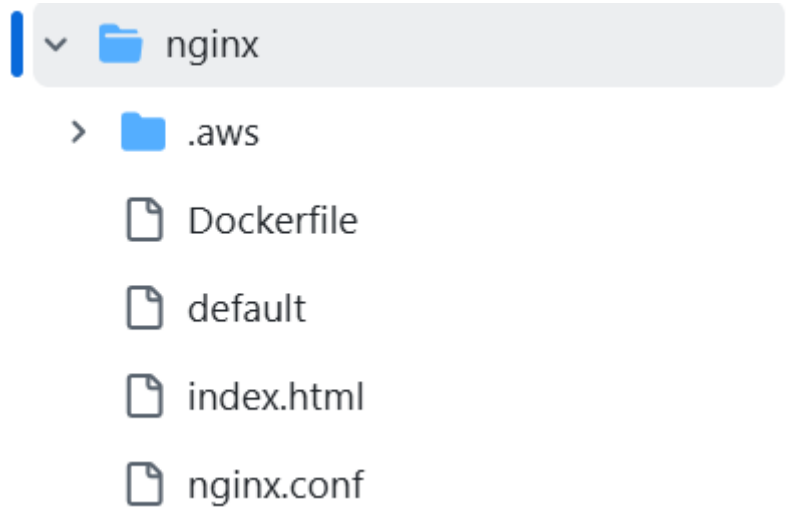 nginx
.aws
Dockerfile
default
index.html
nginx.conf